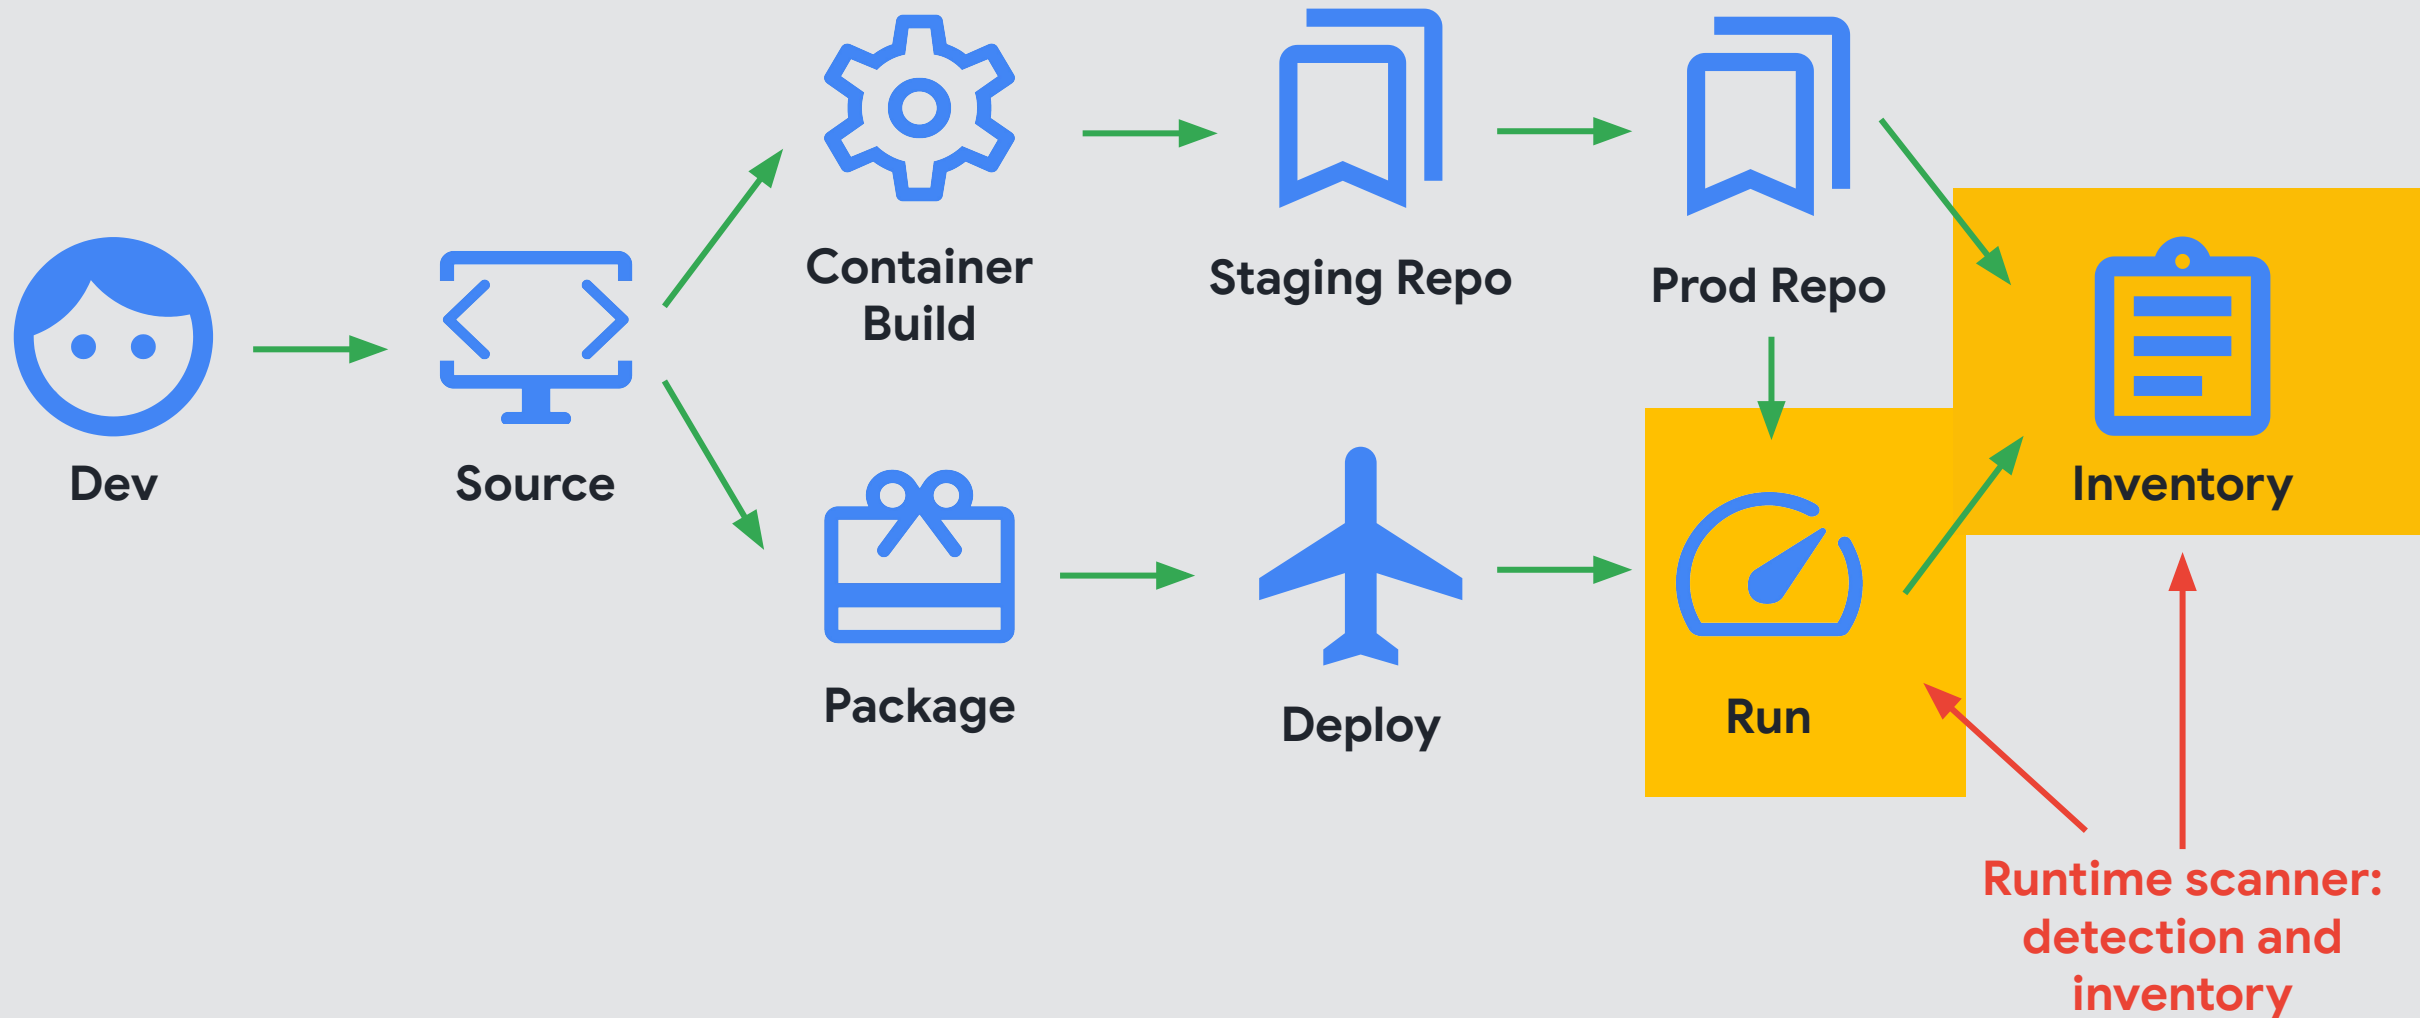 Container
Build
Staging Repo
Prod Repo
Dev
Source
Inventory
Package
Deploy
Run
Runtime scanner:
detection and
inventory